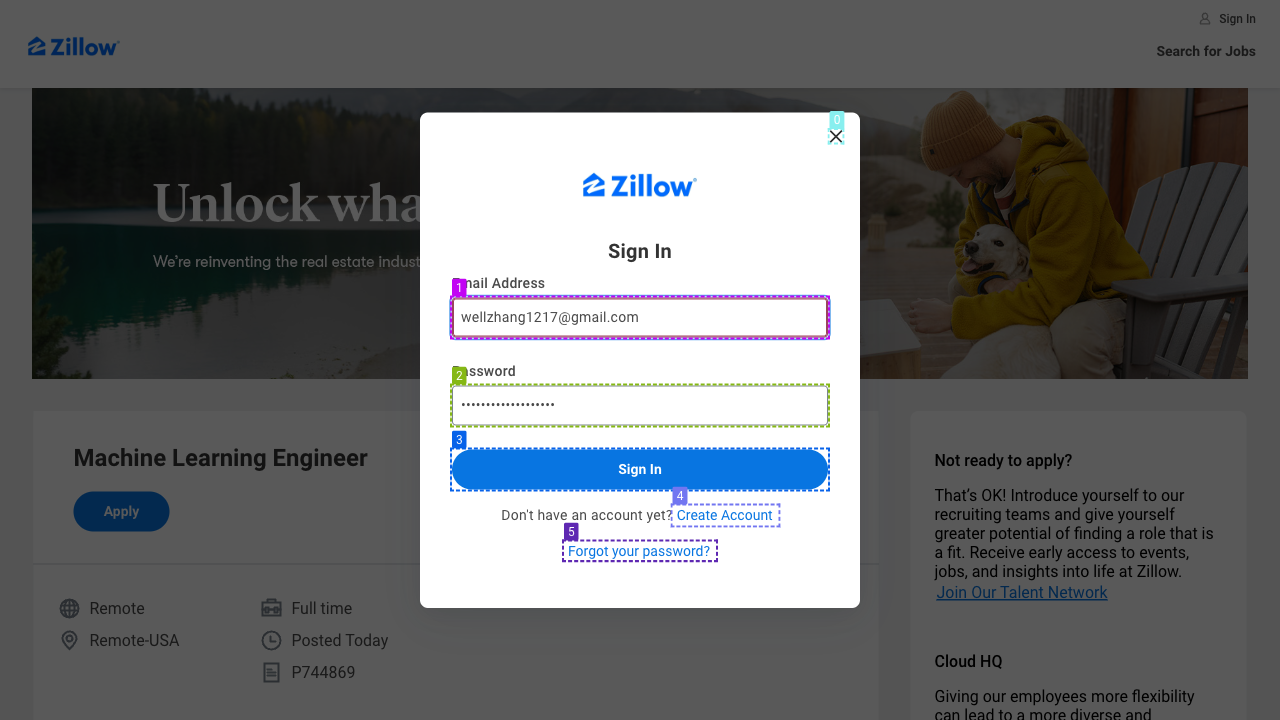 Sign In
Zillow
Search for Jobs
0
Zillow
Unlock wha
We're reinventing the real estate indust
Sign In
1
mail Address
wellzhang1217@gmail.com
2
assword
•••••••••••••••••••
3
Sign In
4
Don't have an account yet? Create Account
5
Forgot your password?
Machine Learning Engineer
Apply
Remote
Full time
Remote-USA
Posted Today
P744869
Not ready to apply?
That's OK! Introduce yourself to our
recruiting teams and give yourself
greater potential of finding a role that is
a fit. Receive early access to events,
jobs, and insights into life at Zillow.
Join Our Talent Network
Cloud HQ
Giving our employees more flexibility
can lead to a more diverse and